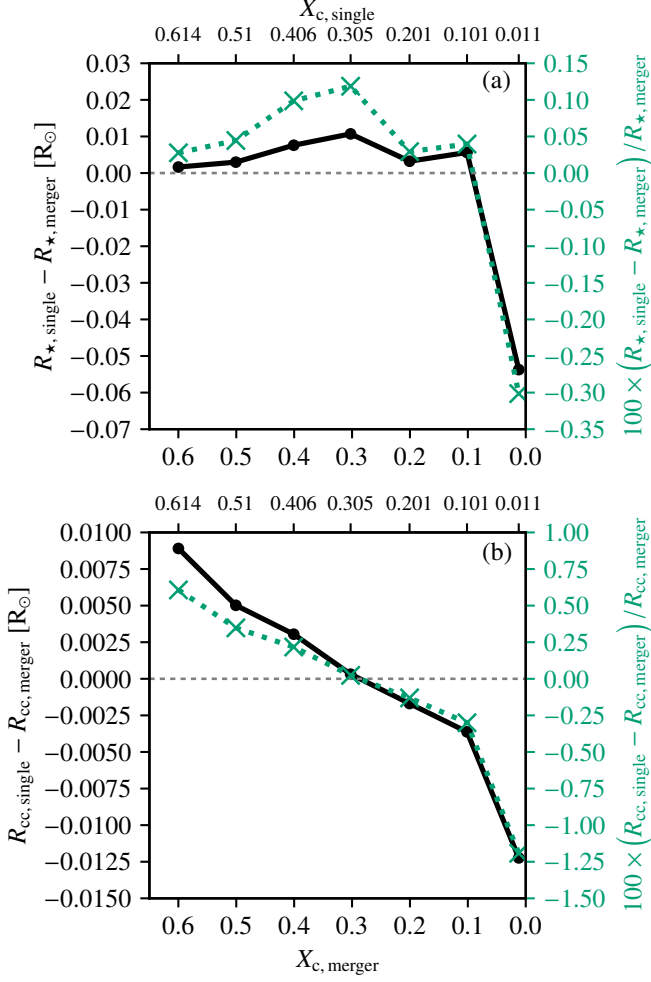 X_c, single
0.614 0.51 0.406 0.305 0.201 0.101 0.011
(a)
0.03 0.02 0.01 0.00 −0.01 −0.02 −0.03 −0.04 −0.05 −0.06 −0.07
R⋆, single − R⋆, merger [R⊙]
0.15 0.10 0.05 0.00 −0.05 −0.10 −0.15 −0.20 −0.25 −0.30 −0.35
100 × (R⋆, single − R⋆, merger)/R⋆, merger
0.6 0.5 0.4 0.3 0.2 0.1 0.0
0.614 0.51 0.406 0.305 0.201 0.101 0.011
(b)
0.0100 0.0075 0.0050 0.0025 0.0000 −0.0025 −0.0050 −0.0075 −0.0100 −0.0125 −0.0150
R_cc, single − R_cc, merger [R⊙]
1.00 0.75 0.50 0.25 0.00 −0.25 −0.50 −0.75 −1.00 −1.25 −1.50
100 × (R_cc, single − R_cc, merger)/R_cc, merger
0.6 0.5 0.4 0.3 0.2 0.1 0.0
X_c, merger